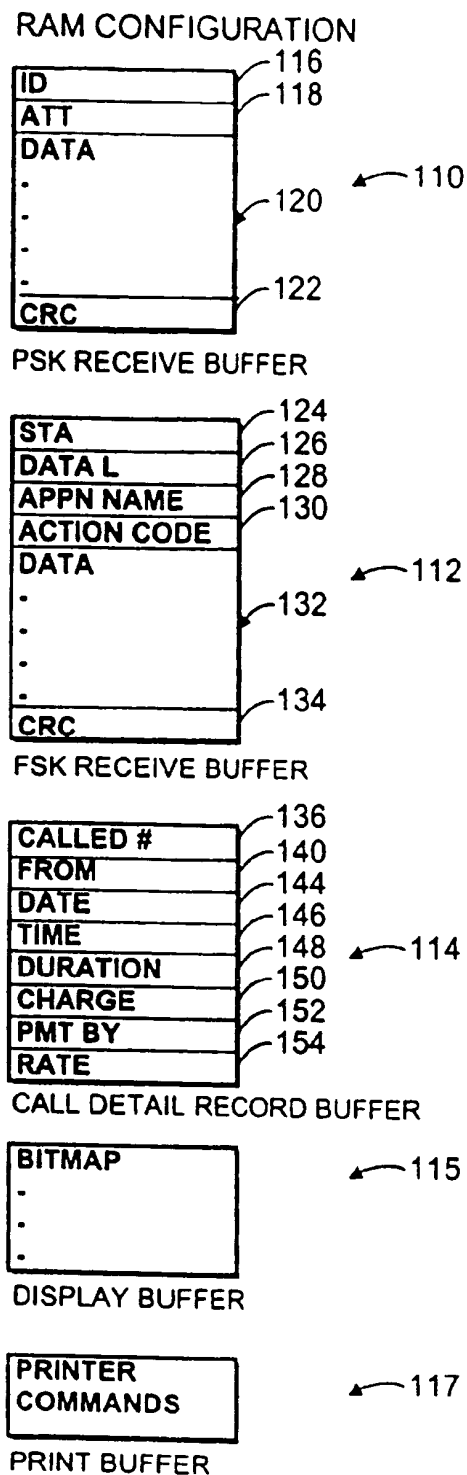 RAM CONFIGURATION
ID 116
ATT 118
DATA
110
120
122
CRC
PSK RECEIVE BUFFER
STA 124
DATA L 126
APPN NAME 128
ACTION CODE 130
DATA
112
132
134
CRC
FSK RECEIVE BUFFER
CALLED # 136
FROM 140
DATE 144
TIME 146
DURATION 148
114
CHARGE 150
PMT BY 152
RATE 154
CALL DETAIL RECORD BUFFER
BITMAP
115
DISPLAY BUFFER
PRINTER
COMMANDS
117
PRINT BUFFER